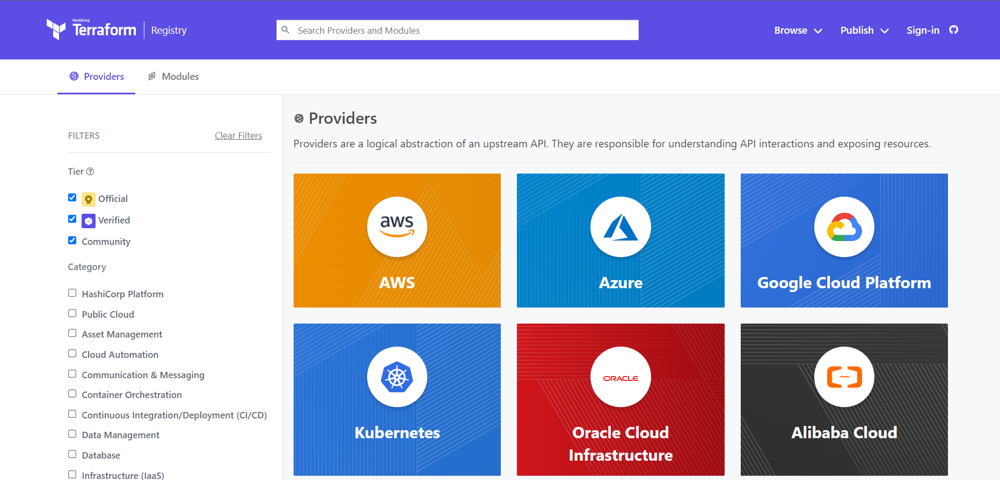 HashiCorp
Terraform
Registry
Search Providers and Modules
Browse
Publish
Sign-in
Providers
Modules
FILTERS
Clear Filters
Tier
Official
Verified
Community
Category
HashiCorp Platform
Public Cloud
Asset Management
Cloud Automation
Communication & Messaging
Container Orchestration
Continuous Integration/Deployment (CI/CD)
Data Management
Database
Infrastructure (IaaS)
Providers
Providers are a logical abstraction of an upstream API. They are responsible for understanding API interactions and exposing resources.
aws
AWS
Azure
Google Cloud Platform
Kubernetes
ORACLE
Oracle Cloud
Infrastructure
Alibaba Cloud